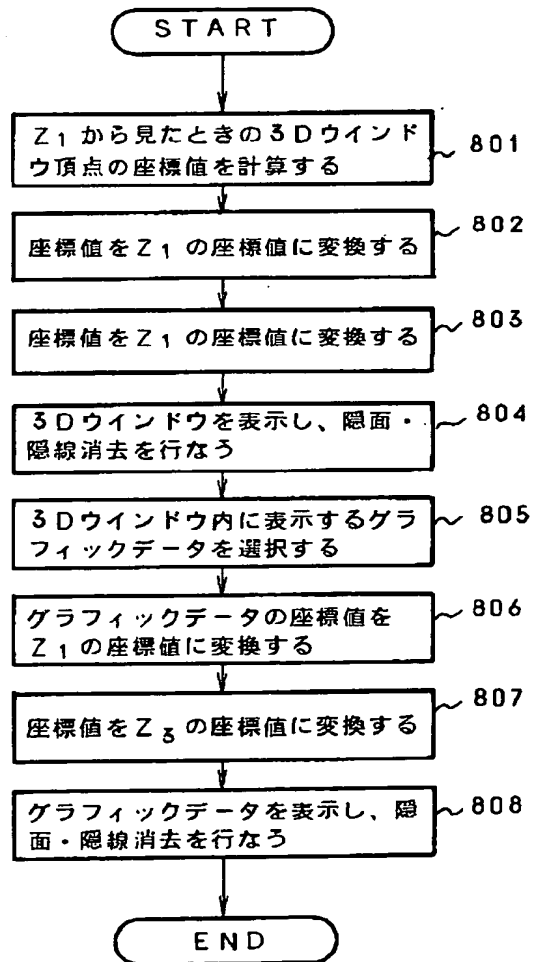 START
Z1から見たときの3Dウインド
ウ頂点の座標値を計算する
801
座標値をZ1の座標値に変換する
802
座標値をZ1の座標値に変換する
803
3Dウインドウを表示し、隠面・
隠線消去を行なう
804
3Dウインドウ内に表示するグラ
フィックデータを選択する
805
グラフィックデータの座標値を
Z1の座標値に変換する
806
座標値をZ3の座標値に変換する
807
グラフィックデータを表示し、隠
面・隠線消去を行なう
808
END